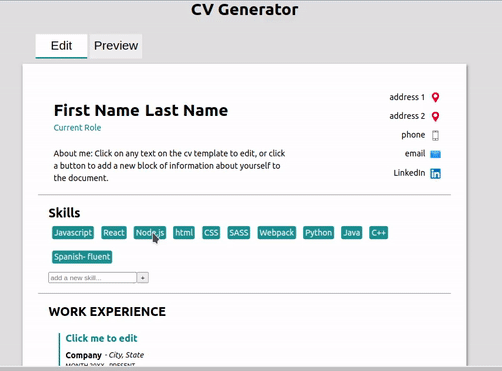 CV Generator
Edit
Preview
address 1
First Name Last Name
address 2
Current Role
phone
About me: Click on any text on the cv template to edit, or click
email
a button to add a new block of information about yourself to
LinkedIn
the document.
Skills
Javascript React Node.js html CSS SASS Webpack Python Java C++
Spanish- fluent
add a new skill... +
WORK EXPERIENCE
Click me to edit
Company - City, State
MONTH 20XX - PRESENT